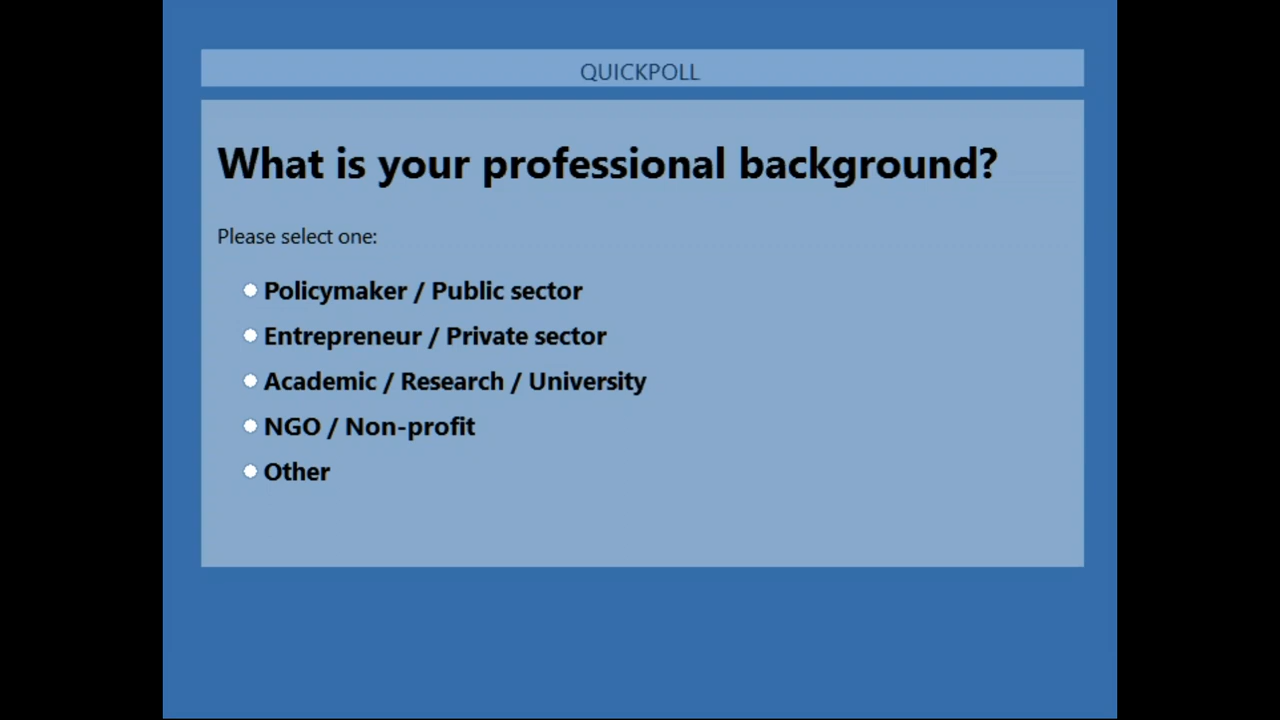 QUICKPOLL
What is your professional background?
Please select one:
Policymaker / Public sector
Entrepreneur / Private sector
Academic / Research / University
NGO / Non-profit
Other